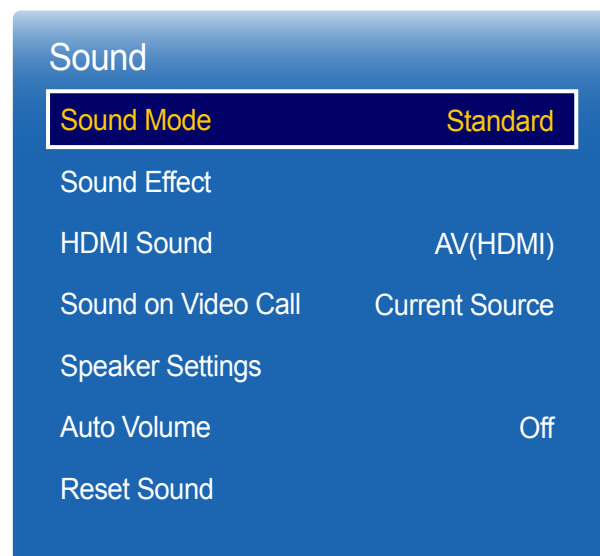 Sound
Sound Mode Standard
Sound Effect
HDMI Sound AV(HDMI)
Sound on Video Call Current Source
Speaker Settings
Auto Volume Off
Reset Sound